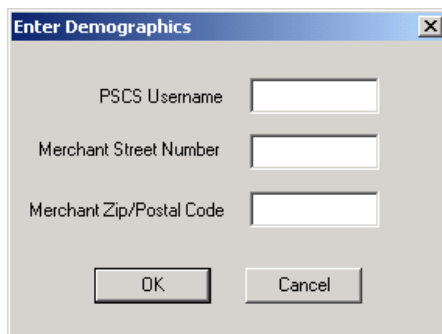 Enter Demographics
PSCS Username
Merchant Street Number
Merchant Zip/Postal Code
OK Cancel